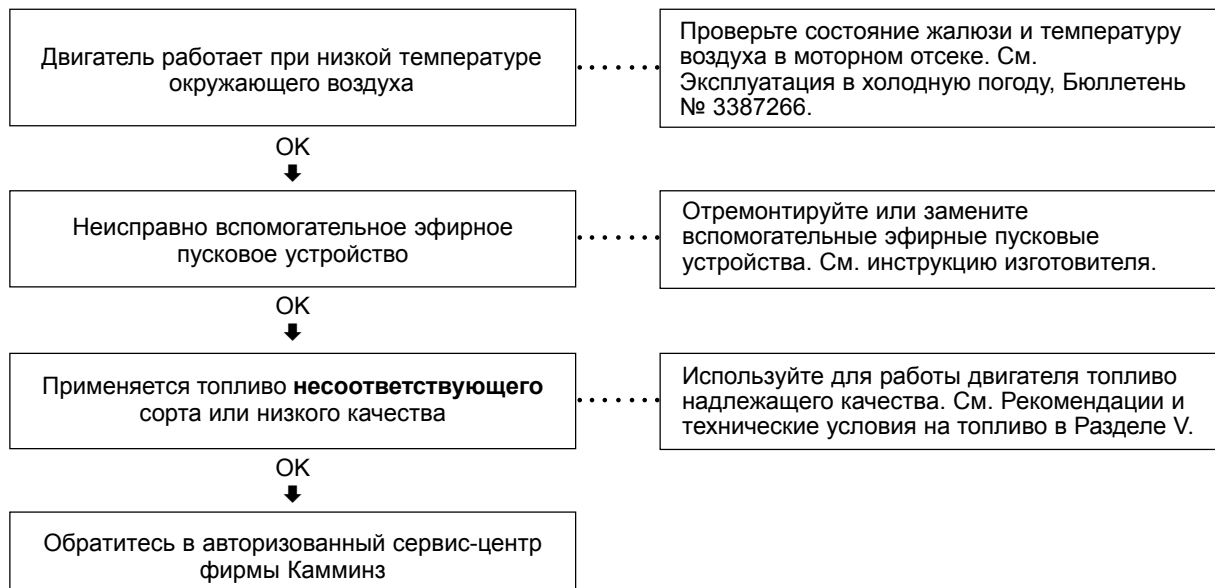 Двигатель работает при низкой температуре
окружающего воздуха
Проверьте состояние жалюзи и температуру
воздуха в моторном отсеке. См.
Эксплуатация в холодную погоду, Бюллетень
№ 3387266.
OK
Неисправно вспомогательное эфирное
пусковое устройство
Отремонтируйте или замените
вспомогательные эфирные пусковые
устройства. См. инструкцию изготовителя.
OK
Применяется топливо несоответствующего
сорта или низкого качества
Используйте для работы двигателя топливо
надлежащего качества. См. Рекомендации и
технические условия на топливо в Разделе V.
OK
Обратитесь в авторизованный сервис-центр
фирмы Камминз